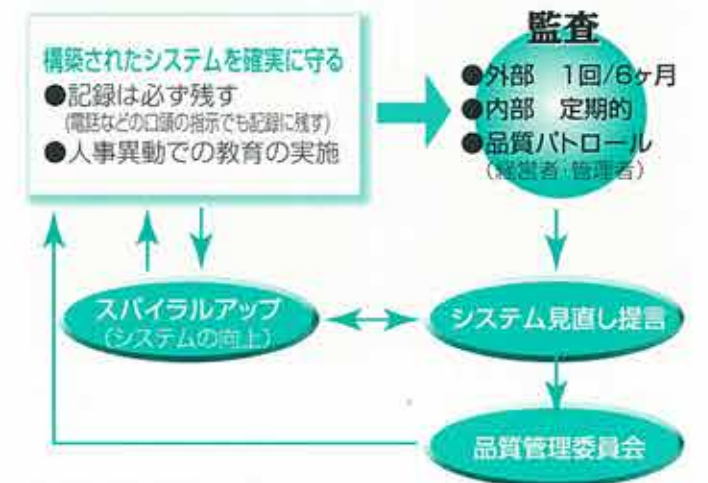 構築されたシステムを確実に守る
●記録は必ず残す
(電話などの口頭の指示でも記録に残す)
●人事異動での教育の実施
監査
●外部 1回/6ヶ月
●内部 定期的
●品質パトロール
(経営者・管理者)
スパイラルアップ
(システムの向上)
システム見直し提言
品質管理委員会